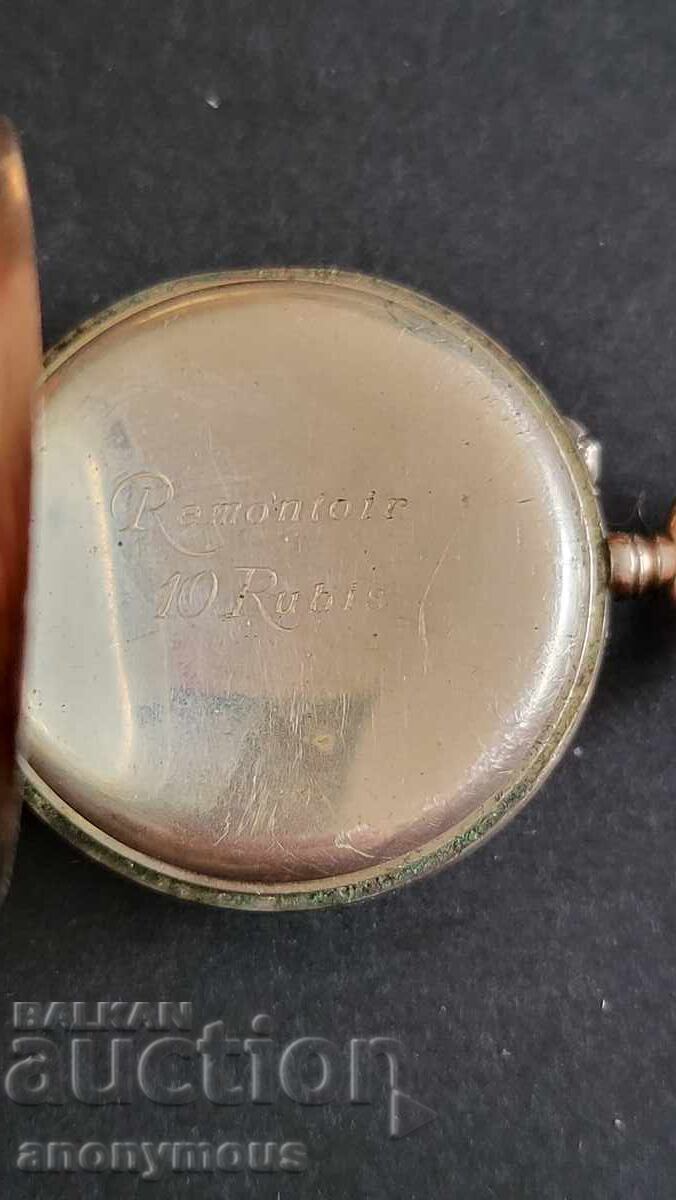 Remontoir
10 Rubis
BALKAN
auction
anonymous